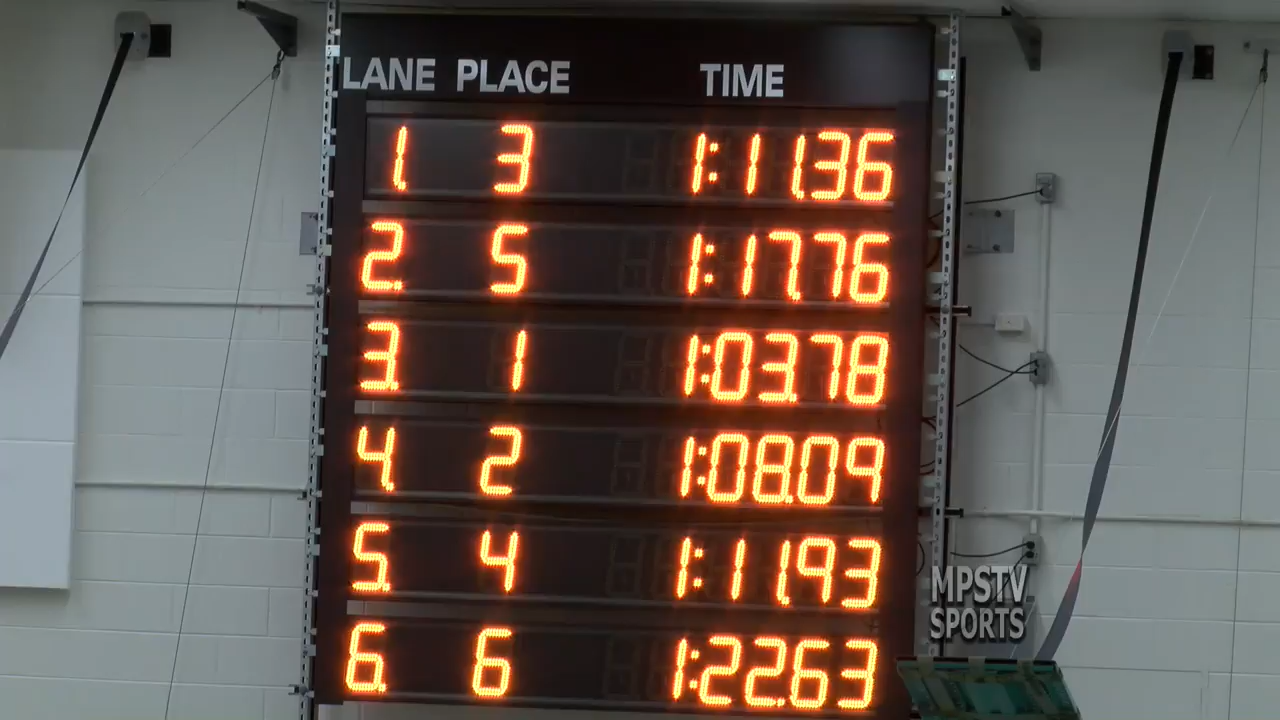 LANE PLACE TIME
1. 3 1:11.36
2. 5 1:17.76
3. 1 1:03.78
4. 2 1:08.09
5. 4 1:11.93
6. 6 1:22.63
MPSTV
SPORTS